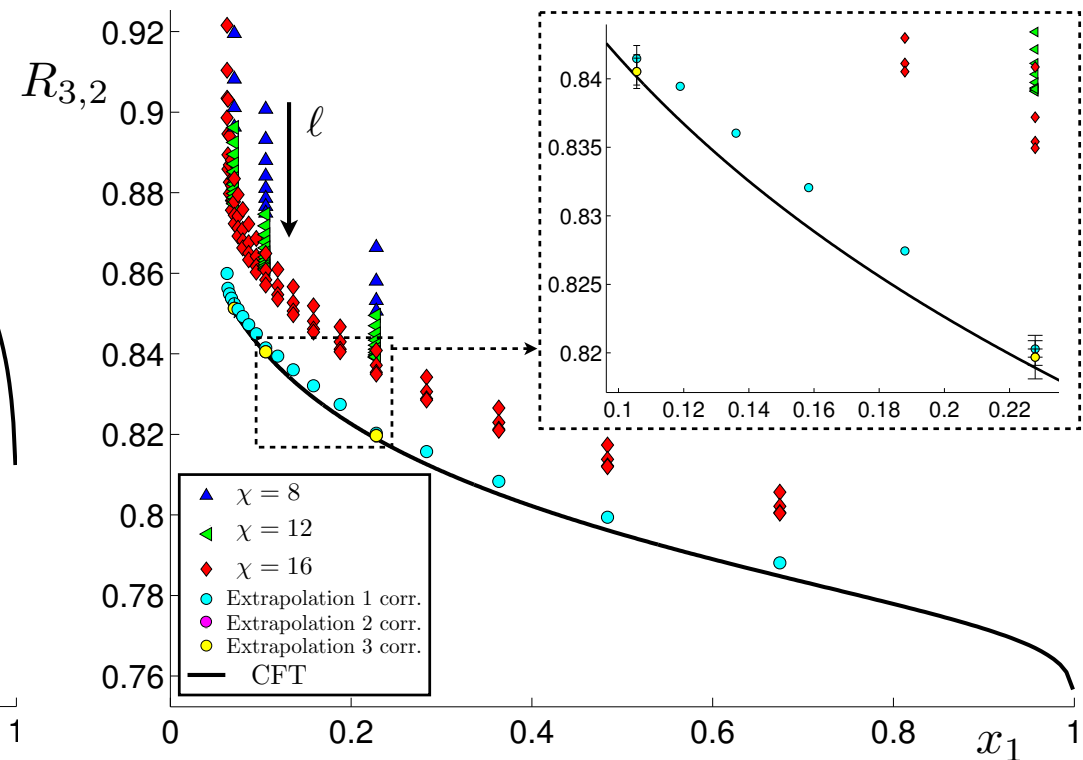 R_{3,2}
0.92
0.9
0.88
0.86
0.84
0.82
0.8
0.78
0.76
ℓ
0.84
0.835
0.83
0.825
0.82
0.1 0.12 0.14 0.16 0.18 0.2 0.22
χ = 8
χ = 12
χ = 16
Extrapolation 1 corr.
Extrapolation 2 corr.
Extrapolation 3 corr.
CFT
1 0 0.2 0.4 0.6 0.8 1
x_1